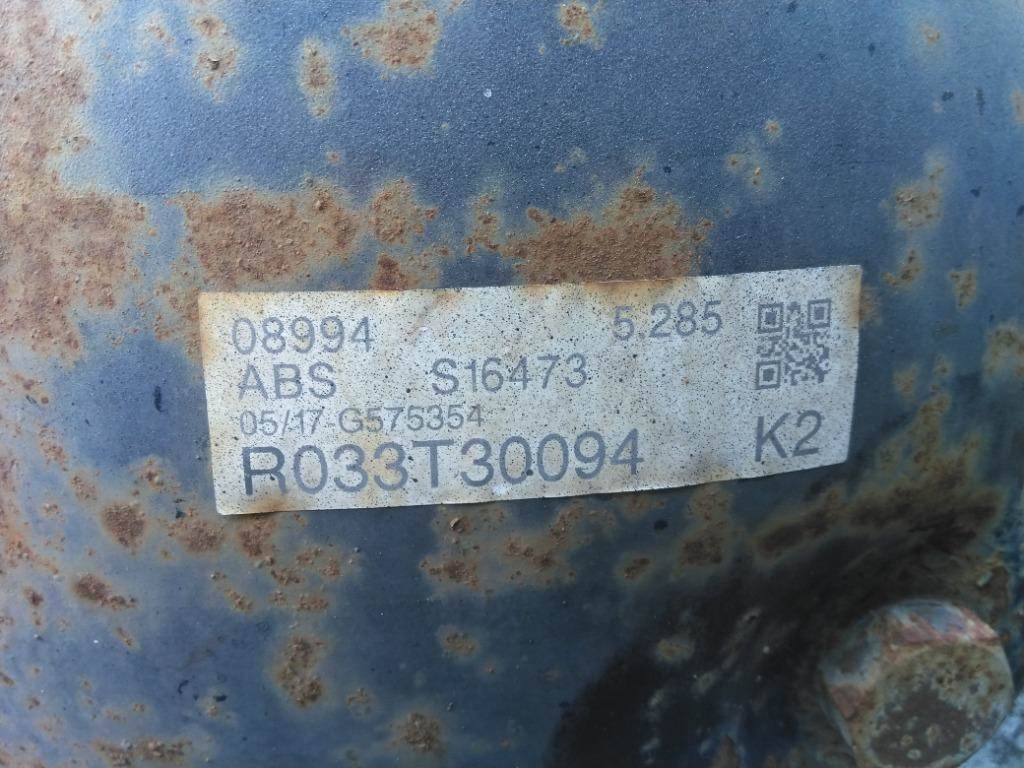 08994 5.285
ABS S16473
05/17-G575354
R033T30094 K2